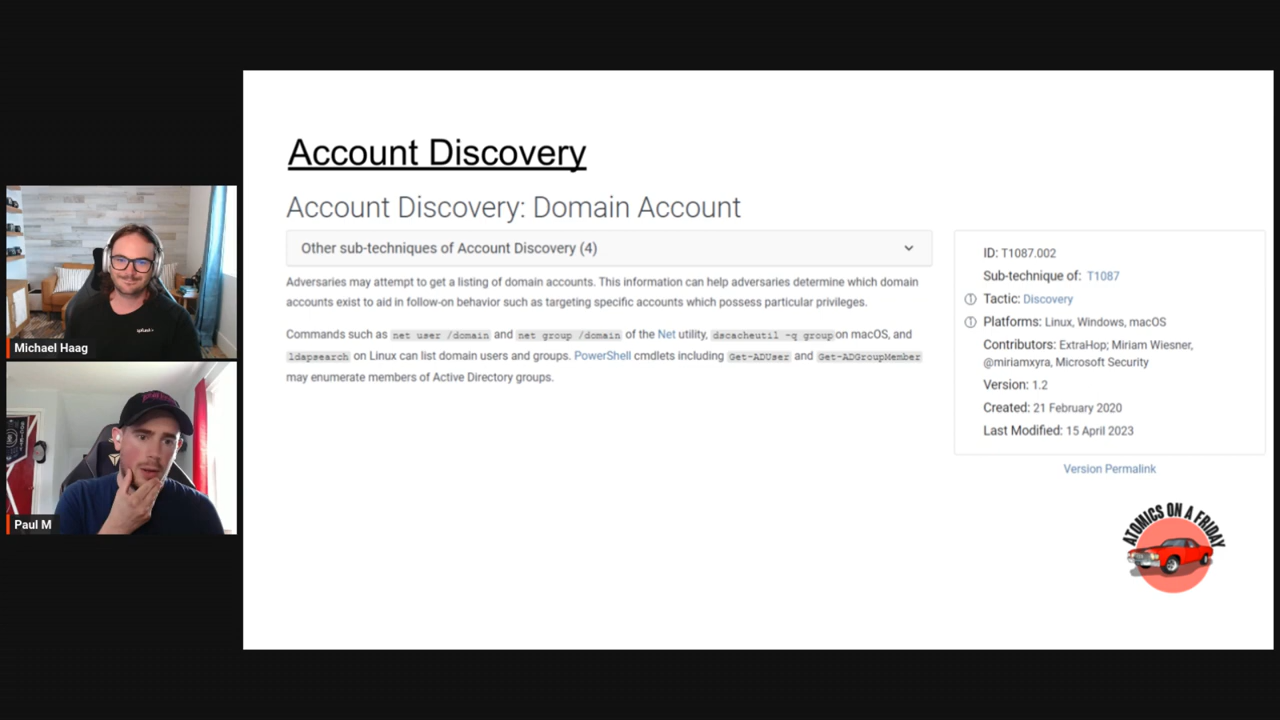 Account Discovery
Account Discovery: Domain Account
Other sub-techniques of Account Discovery (4)
Adversaries may attempt to get a listing of domain accounts. This information can help adversaries determine which domain
accounts exist to aid in follow-on behavior such as targeting specific accounts which possess particular privileges.
Commands such as net user /domain and net group /domain of the Net utility, dscacheutil -q group on macOS, and
ldapsearch on Linux can list domain users and groups. PowerShell cmdlets including Get-ADUser and Get-ADGroupMember
may enumerate members of Active Directory groups.
ID: T1087.002
Sub-technique of: T1087
Tactic: Discovery
Platforms: Linux, Windows, macOS
Contributors: ExtraHop; Miriam Wiesner,
@miriamxyra, Microsoft Security
Version: 1.2
Created: 21 February 2020
Last Modified: 15 April 2023
Version Permalink
ATOMICS ON A FRIDAY
splunk>
Michael Haag
Paul M